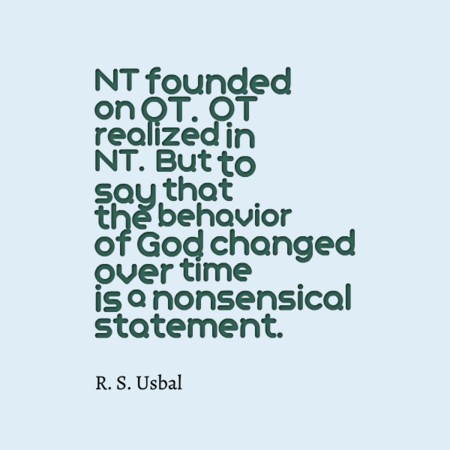 NT founded
on OT. OT
realized in
NT. But to
say that
the behavior
of God changed
over time
is a nonsensical
statement.
R. S. Usbal